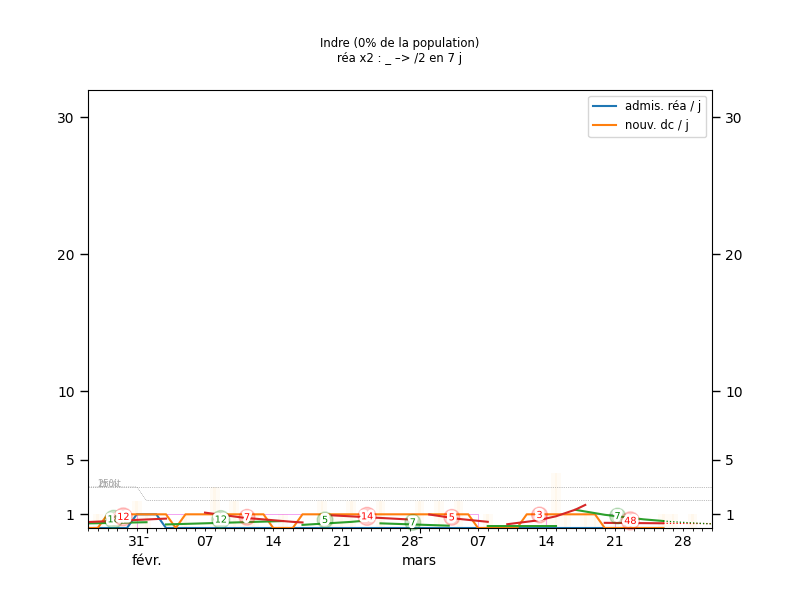 Indre (0% de la population)
réa x2 : _ –> /2 en 7 j
admis. réa / j
nouv. dc / j
30 30
20 20
10 10
5 5
1 1
12 12 7 5 14 7 5 3 7 48
31 07 14 21 28 07 14 21 28
févr. mars